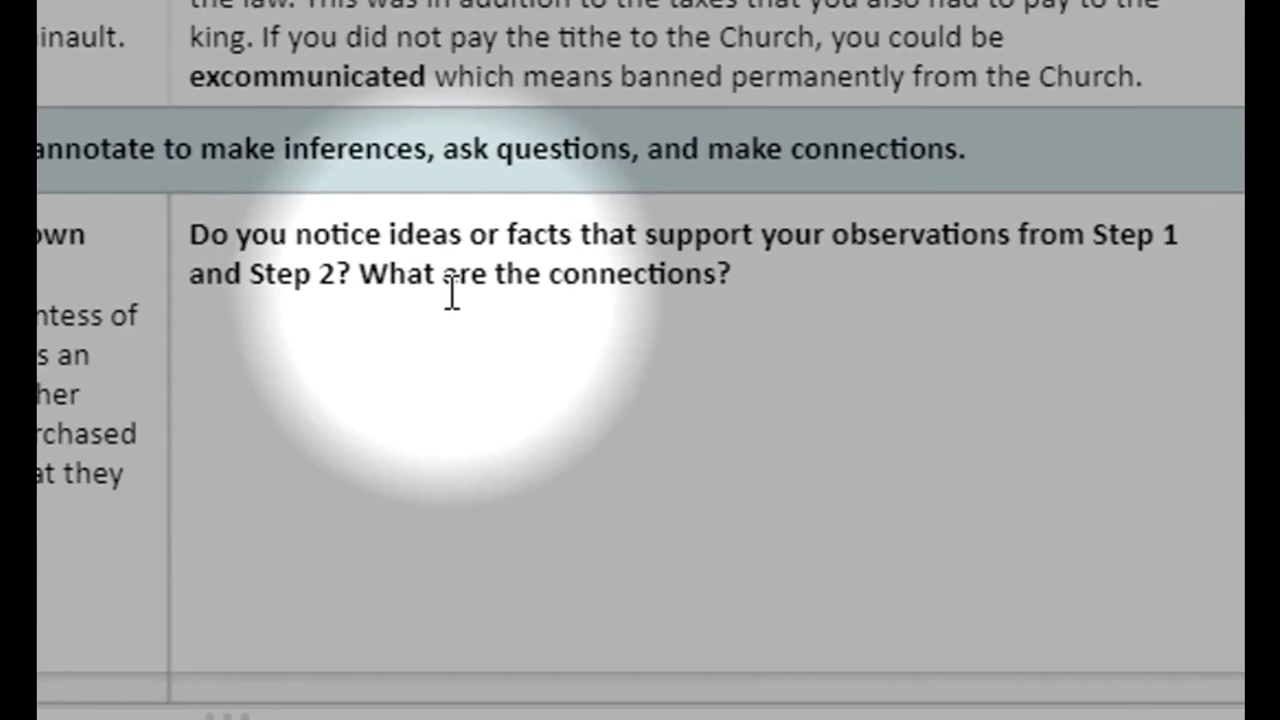 the law. This was in addition to the taxes that you also had to pay to the
inault.
king. If you did not pay the tithe to the Church, you could be
excommunicated which means banned permanently from the Church.
annotate to make inferences, ask questions, and make connections.
own
ntess of
s an
her
rchased
at they
Do you notice ideas or facts that support your observations from Step 1
and Step 2? What are the connections?